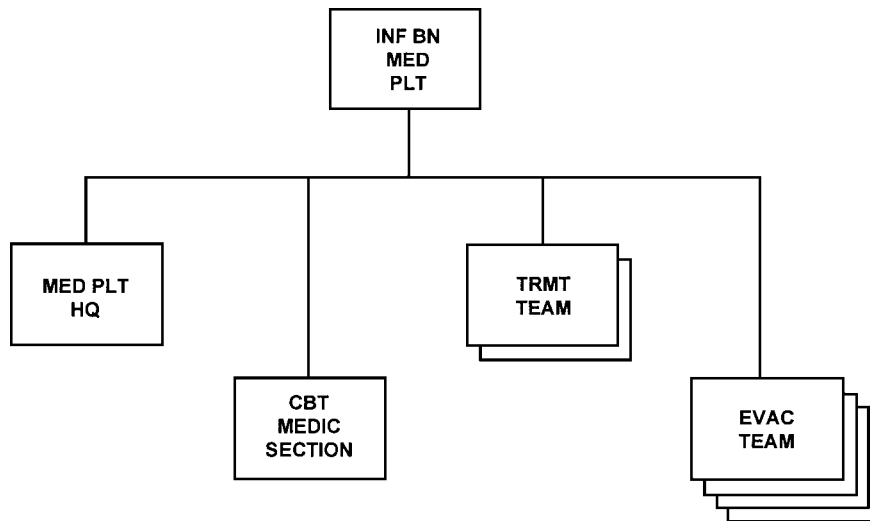 INF BN
MED
PLT
MED PLT
HQ
CBT
MEDIC
SECTION
TRMT
TEAM
EVAC
TEAM